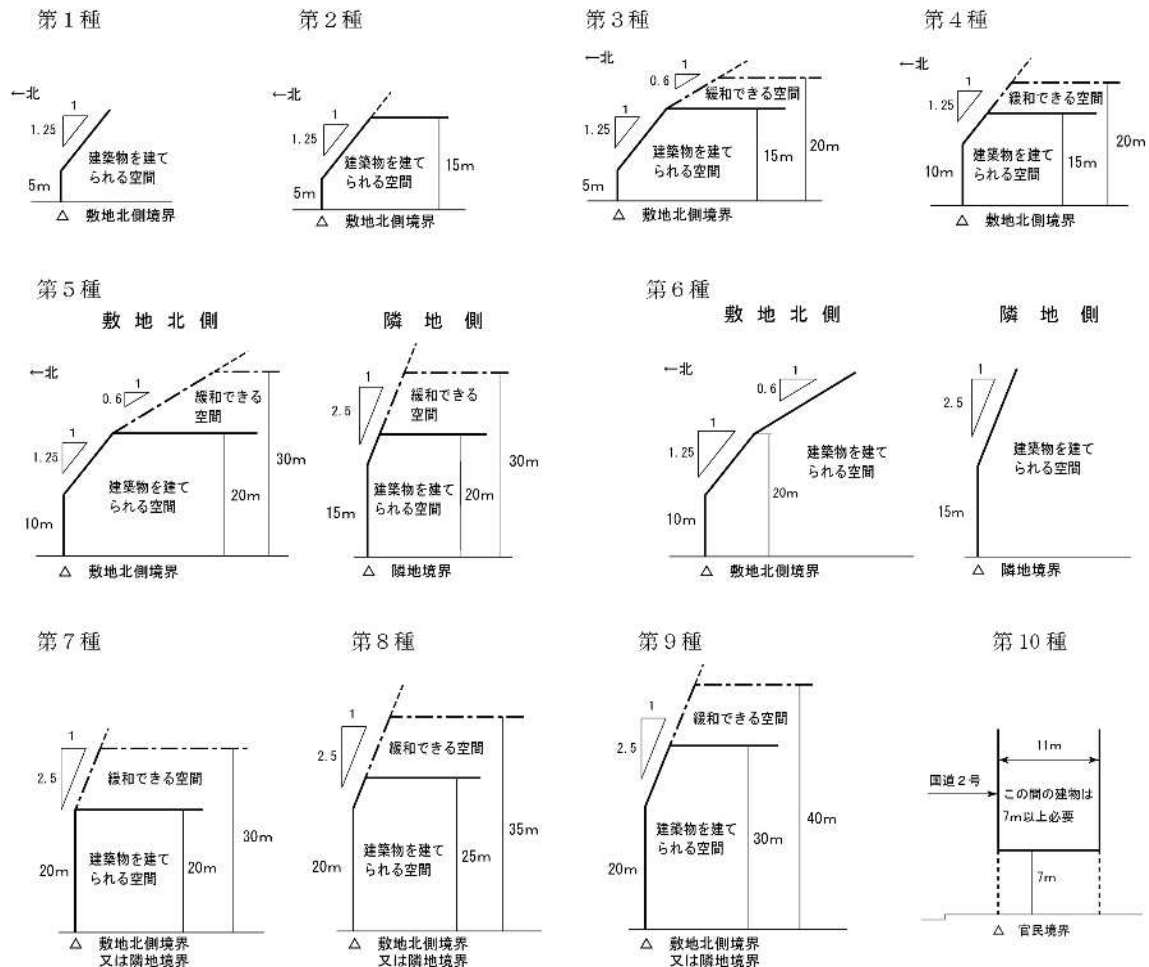 第1種
←北
1
1.25
5m
建築物を建て
られる空間
△ 敷地北側境界
第2種
←北
1
1.25
5m
建築物を建て
られる空間
15m
△ 敷地北側境界
第3種
←北
1
0.6
1
1.25
5m
緩和できる空間
建築物を建て
られる空間
15m
20m
△ 敷地北側境界
第4種
←北
1
1.25
10m
緩和できる空間
建築物を建て
られる空間
15m
20m
△ 敷地北側境界
第5種
敷地北側
←北
1
0.6
1
1.25
10m
緩和できる
空間
建築物を建て
られる空間
20m
30m
△ 敷地北側境界
隣地側
1
2.5
15m
緩和できる
空間
建築物を建て
られる空間
20m
30m
△ 隣地境界
第6種
敷地北側
←北
1
0.6
1
1.25
10m
20m
建築物を建て
られる空間
△ 敷地北側境界
隣地側
1
2.5
15m
建築物を建て
られる空間
△ 隣地境界
第7種
1
2.5
20m
緩和できる空間
建築物を建て
られる空間
20m
30m
△ 敷地北側境界
又は隣地境界
第8種
1
2.5
20m
緩和できる空間
建築物を建て
られる空間
25m
35m
△ 敷地北側境界
又は隣地境界
第9種
1
2.5
20m
緩和できる空間
建築物を建て
られる空間
30m
40m
△ 敷地北側境界
又は隣地境界
第10種
11m
国道2号
この間の建物は
7m以上必要
7m
△ 官民境界